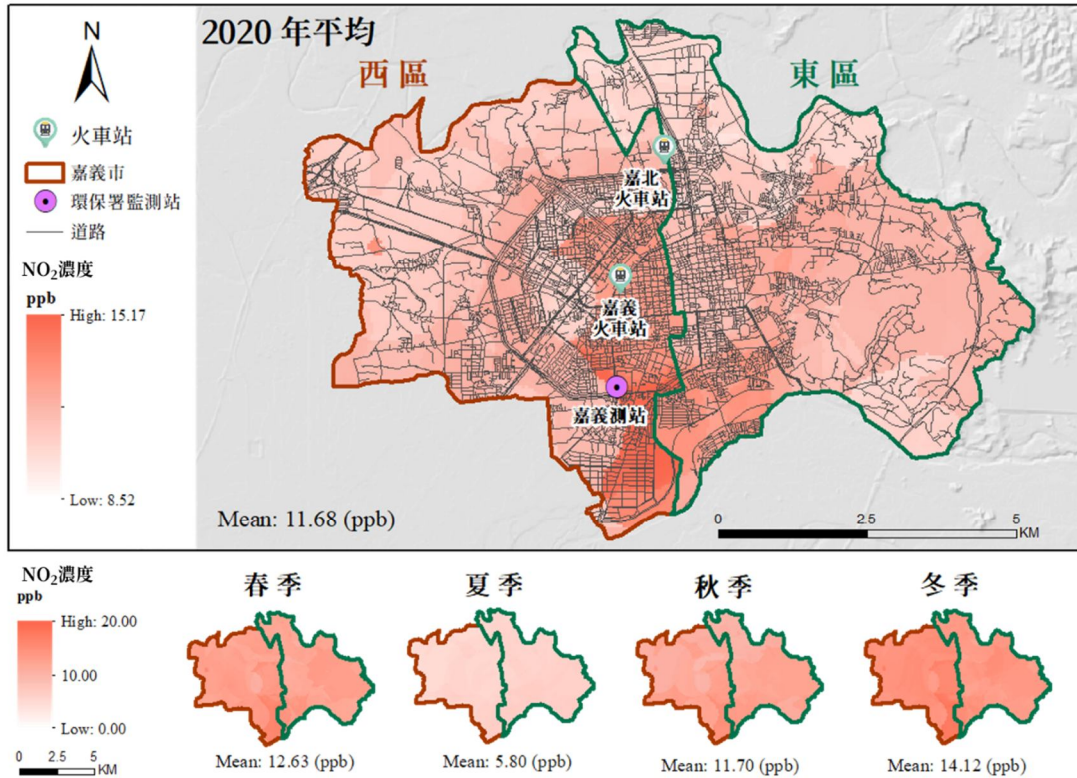 N
2020 年平均
西區
東區
火車站
嘉義市
環保署監測站
道路
NO₂濃度
ppb
High: 15.17
Low: 8.52
嘉北
火車站
嘉義
火車站
嘉義測站
Mean: 11.68 (ppb)
0 2.5 5
KM
NO₂濃度
ppb
High: 20.00
10.00
Low: 0.00
0 2.5 5
KM
春季
Mean: 12.63 (ppb)
夏季
Mean: 5.80 (ppb)
秋季
Mean: 11.70 (ppb)
冬季
Mean: 14.12 (ppb)